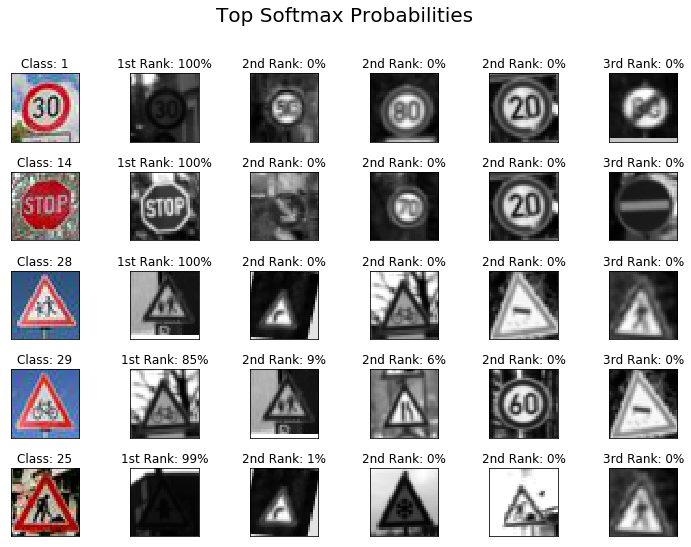 Top Softmax Probabilities
Class: 1 1st Rank: 100% 2nd Rank: 0% 2nd Rank: 0% 2nd Rank: 0% 3rd Rank: 0%
30 30 50 80 20
Class: 14 1st Rank: 100% 2nd Rank: 0% 2nd Rank: 0% 2nd Rank: 0% 3rd Rank: 0%
STOP STOP 70 20
Class: 28 1st Rank: 100% 2nd Rank: 0% 2nd Rank: 0% 2nd Rank: 0% 3rd Rank: 0%
Class: 29 1st Rank: 85% 2nd Rank: 9% 2nd Rank: 6% 2nd Rank: 0% 3rd Rank: 0%
60
Class: 25 1st Rank: 99% 2nd Rank: 1% 2nd Rank: 0% 2nd Rank: 0% 3rd Rank: 0%